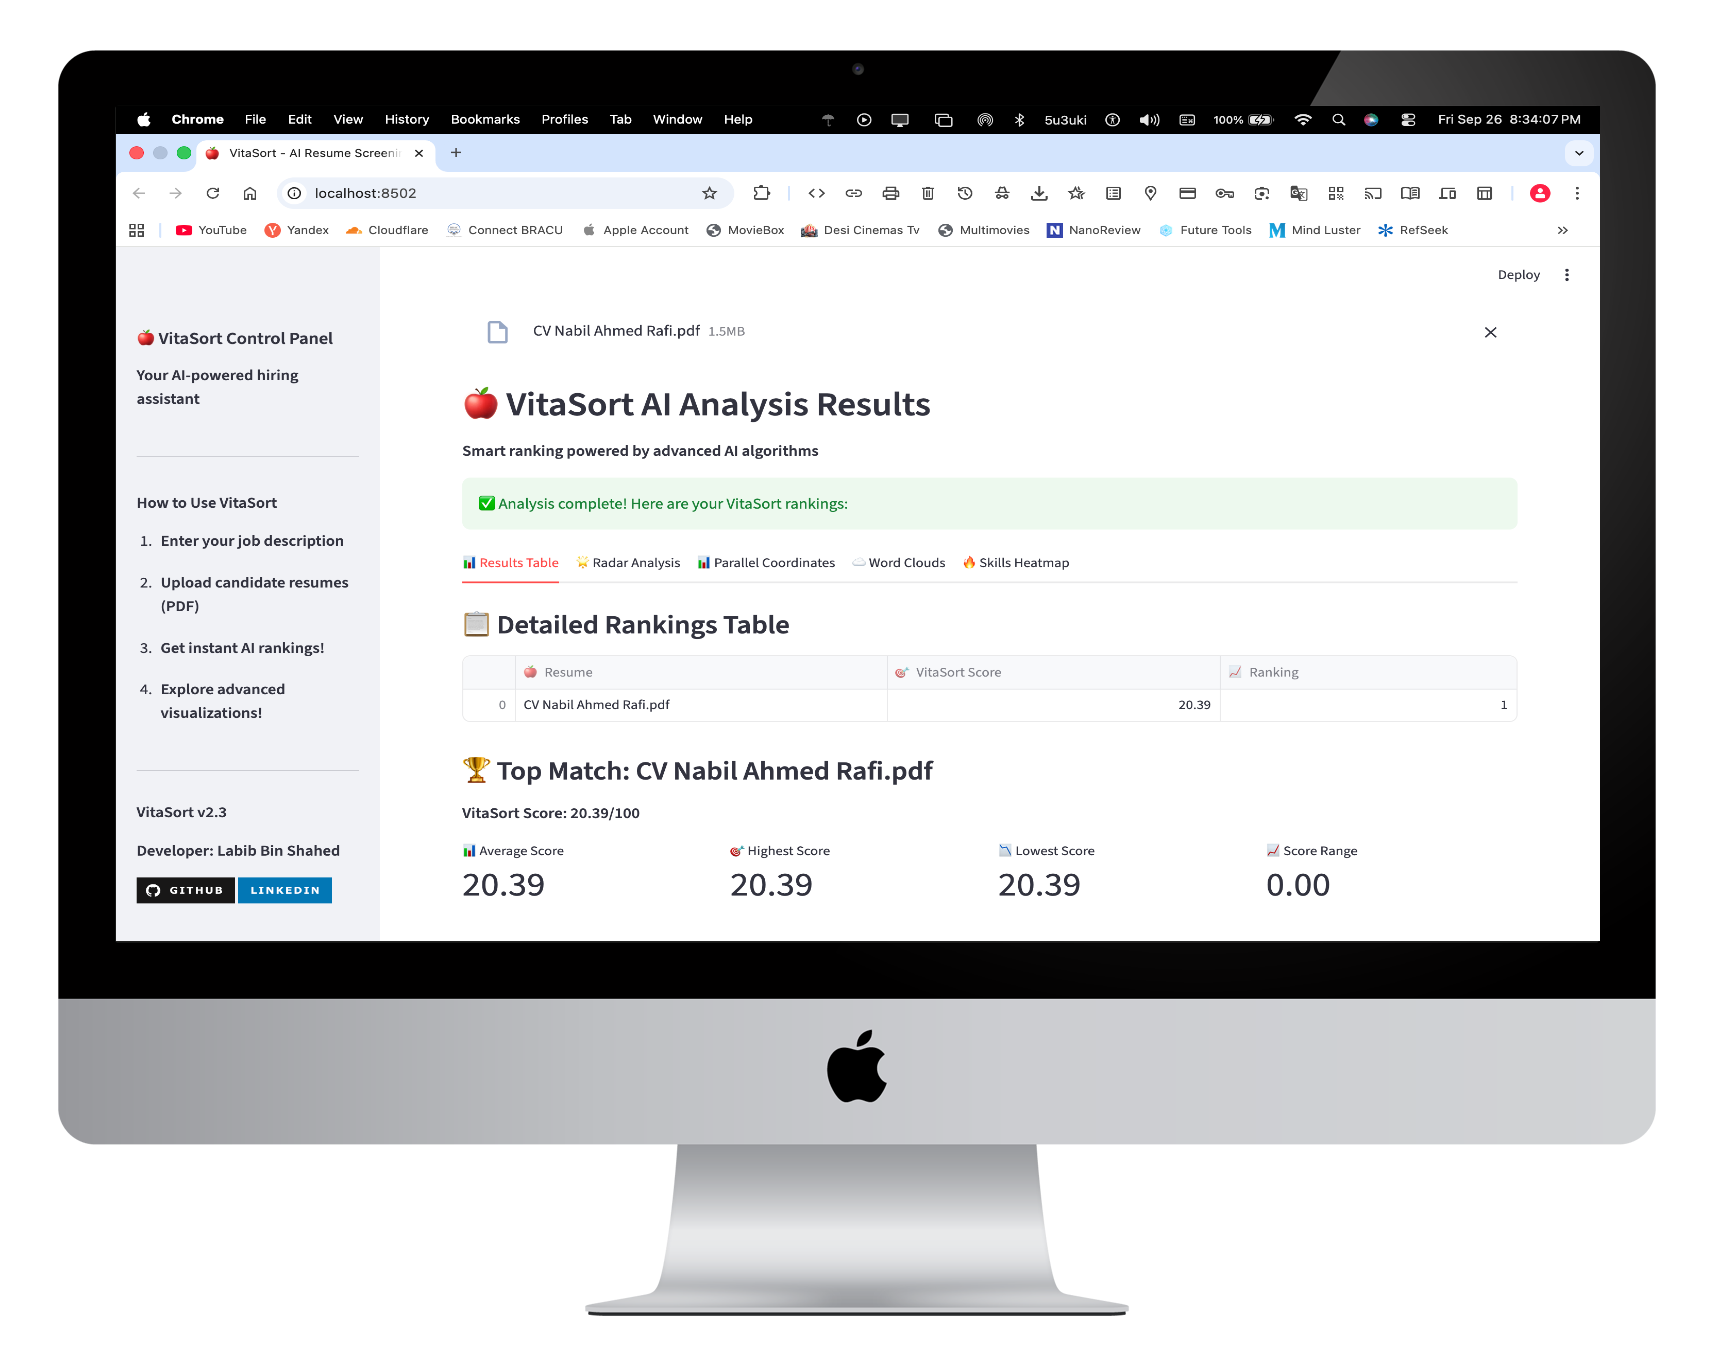 Chrome File Edit View History Bookmarks Profiles Tab Window Help 5u3uki 100% Fri Sep 26 8:34:07 PM
VitaSort - AI Resume Screenin
localhost:8502
YouTube Yandex Cloudflare Connect BRACU Apple Account MovieBox Desi Cinemas Tv Multimovies NanoReview Future Tools Mind Luster RefSeek
Deploy
VitaSort Control Panel
Your AI-powered hiring
assistant
How to Use VitaSort
1. Enter your job description
2. Upload candidate resumes
(PDF)
3. Get instant AI rankings!
4. Explore advanced
visualizations!
VitaSort v2.3
Developer: Labib Bin Shahed
GITHUB LINKEDIN
CV Nabil Ahmed Rafi.pdf 1.5MB
VitaSort AI Analysis Results
Smart ranking powered by advanced AI algorithms
Analysis complete! Here are your VitaSort rankings:
Results Table Radar Analysis Parallel Coordinates Word Clouds Skills Heatmap
Detailed Rankings Table
Resume VitaSort Score Ranking
0 CV Nabil Ahmed Rafi.pdf 20.39 1
Top Match: CV Nabil Ahmed Rafi.pdf
VitaSort Score: 20.39/100
Average Score Highest Score Lowest Score Score Range
20.39 20.39 20.39 0.00